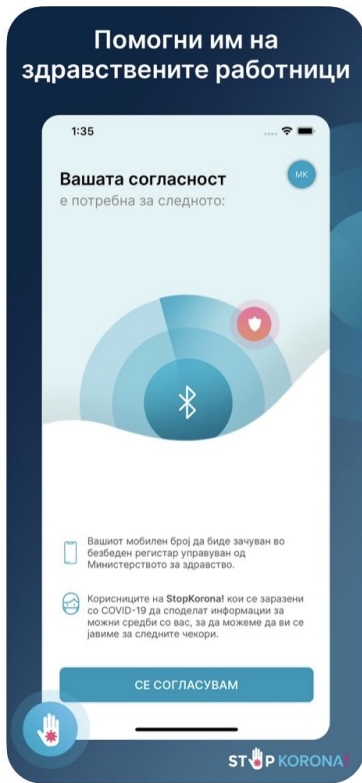 Помогни им на
здравствените работници
1:35
МК
Вашата согласност
е потребна за следното:
Вашиот мобилен број да биде зачуван во
безбеден регистар управуван од
Министерството за здравство.
Корисниците на StopKorona! кои се заразени
со COVID-19 да споделат информации за
можни средби со вас, за да можеме да ви се
јавиме за следните чекори.
СЕ СОГЛАСУВАМ
STOP KORONA!